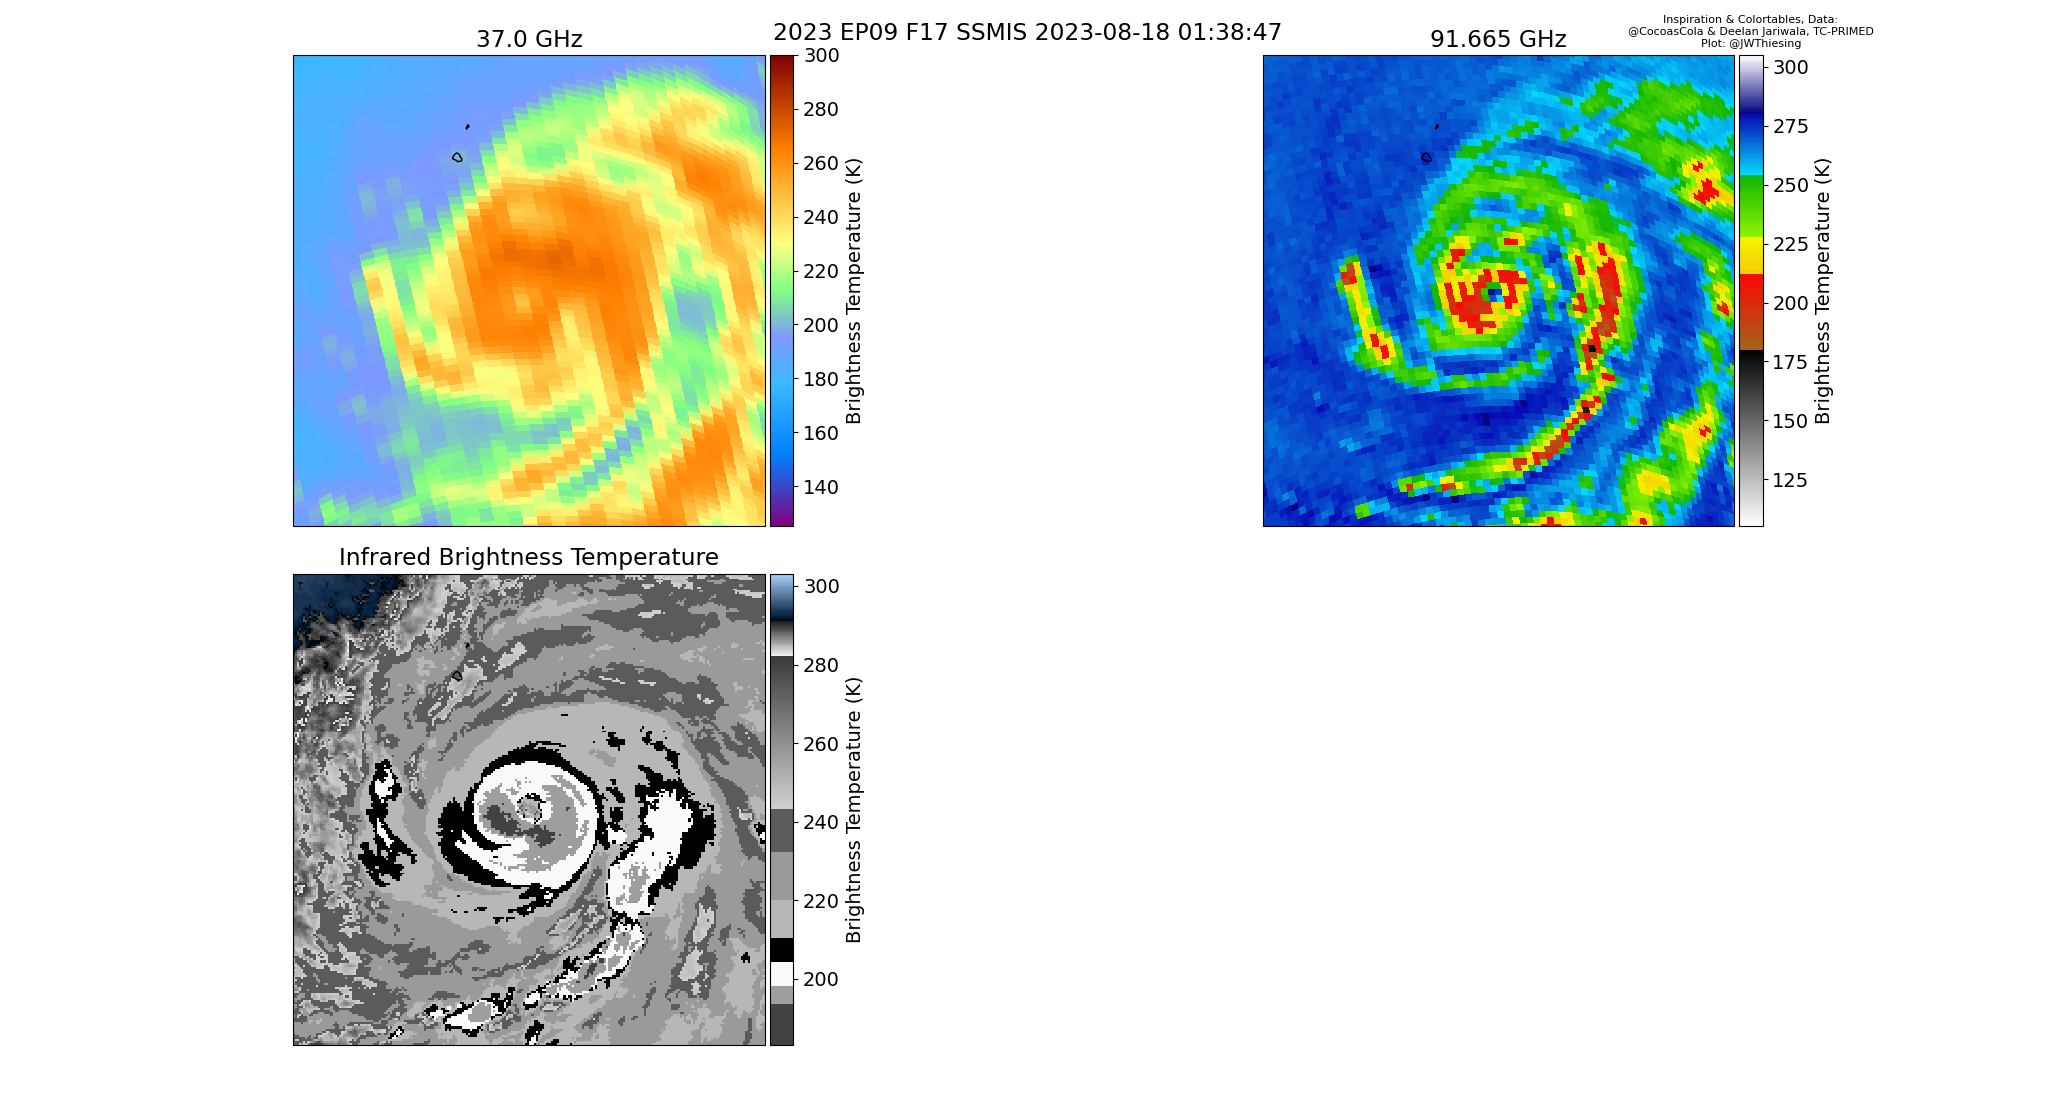 2023 EP09 F17 SSMIS 2023-08-18 01:38:47
Inspiration & Colortables, Data:
@CocoasCola & Deelan Jariwala, TC-PRIMED
Plot: @JWThiesing
37.0 GHz
300
280
260
240
220
200
180
160
140
Brightness Temperature (K)
91.665 GHz
300
275
250
225
200
175
150
125
Brightness Temperature (K)
Infrared Brightness Temperature
300
280
260
240
220
200
Brightness Temperature (K)